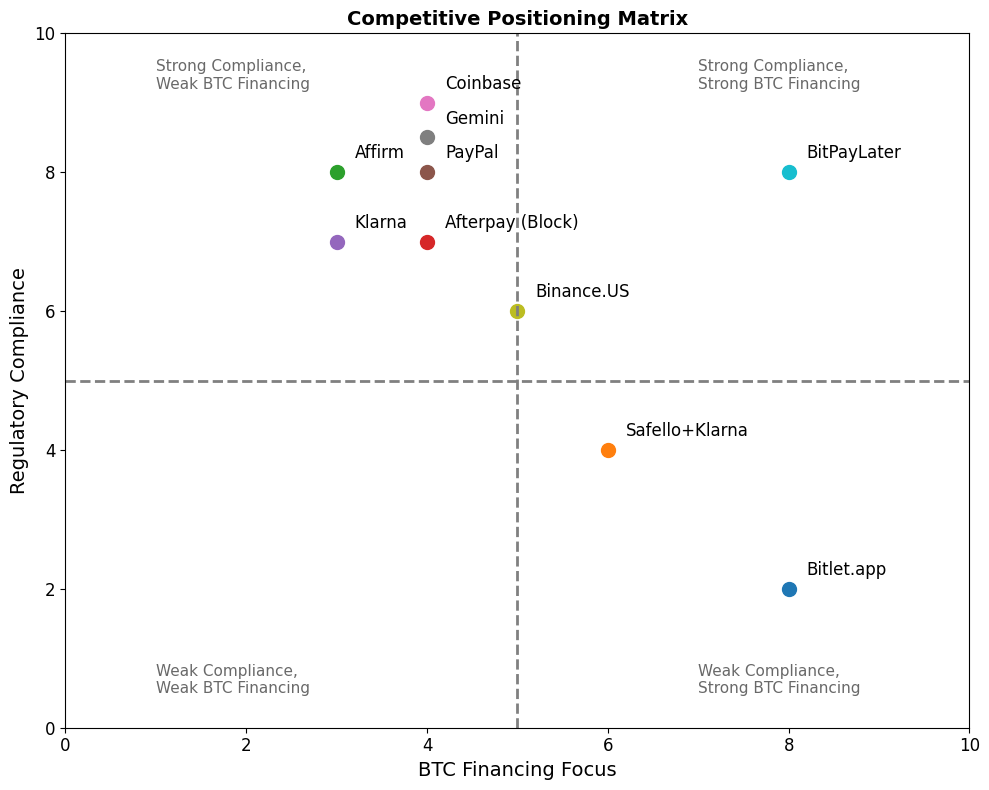 Competitive Positioning Matrix
10
Strong Compliance,
Weak BTC Financing
Strong Compliance,
Strong BTC Financing
Coinbase
Gemini
Affirm
PayPal
BitPayLater
8
Klarna
Afterpay (Block)
Binance.US
6
Regulatory Compliance
Safello+Klarna
4
Bitlet.app
2
Weak Compliance,
Weak BTC Financing
Weak Compliance,
Strong BTC Financing
0
0 2 4 6 8 10
BTC Financing Focus